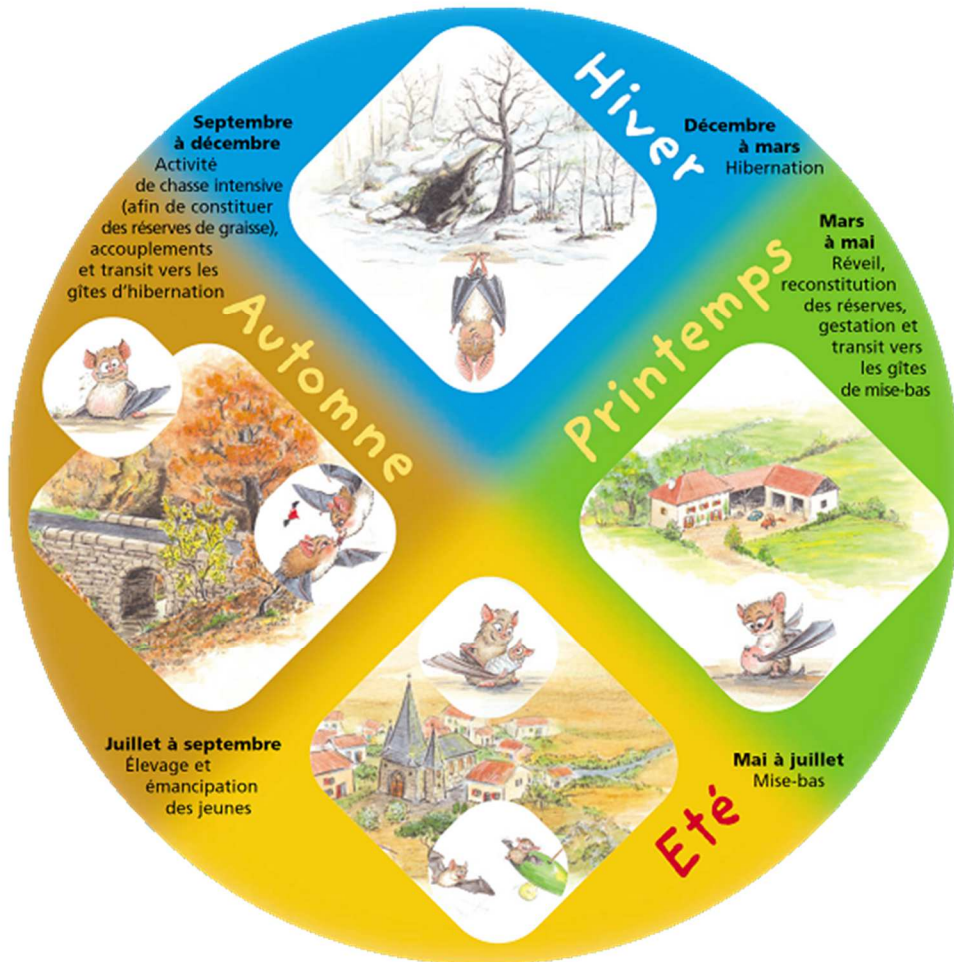 Hiver
Décembre
à mars
Hibernation
Printemps
Mars
à mai
Réveil,
reconstitution
des réserves,
gestation et
transit vers
les gîtes
de mise-bas
Eté
Mai à juillet
Mise-bas
Juillet à septembre
Élevage et
émancipation
des jeunes
Automne
Septembre
à décembre
Activité
de chasse intensive
(afin de constituer
des réserves de graisse),
accouplements
et transit vers les
gîtes d'hibernation